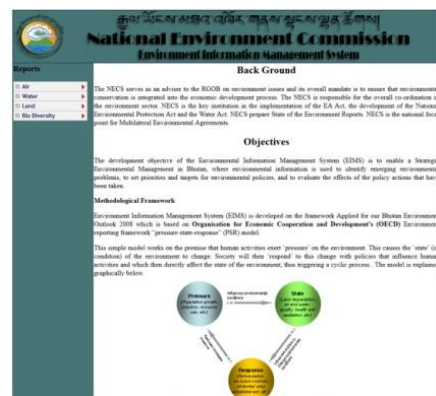 National Environment Commission
Environment Information Management System
Reports
Air
Water
Land
Bio Diversity
Back Ground
The NECS serves as an adviser to the RGOB on environment issues and its overall mandate is to ensure that environmenta
conservation is integrated into the economic development process. The NECS is responsible for the overall co-ordination i
the environment sector. NECS is the key institution in the implementation of the EA Act, the development of the Nationa
Environmental Protection Act and the Water Act. NECS prepare State of the Environment Reports. NECS is the national foca
point for Multilateral Environmental Agreements.
Objectives
The development objective of the Environmental Information Management System (EIMS) is to enable a Strategi
Environmental Management in Bhutan, where environmental information is used to identify emerging environmenta
problems, to set priorities and targets for environmental policies, and to evaluate the effects of the policy actions that hav
been taken.
Methodological Framework
Environment Information Management System (EIMS) is developed on the framework Applied for our Bhutan Environmen
Outlook 2008 which is based on Organisation for Economic Cooperation and Development's (OECD) Environmen
reporting framework "pressure-state-response" (PSR) model.
This simple model works on the premise that human activities exert 'pressure' on the environment. This causes the 'state' (o
condition) of the environment to change. Society will then 'respond' to this change with policies that influence human
activities and which then directly affect the state of the environment, thus triggering a cyclic process. The model is explaine
graphically below.
Pressure
State
Response